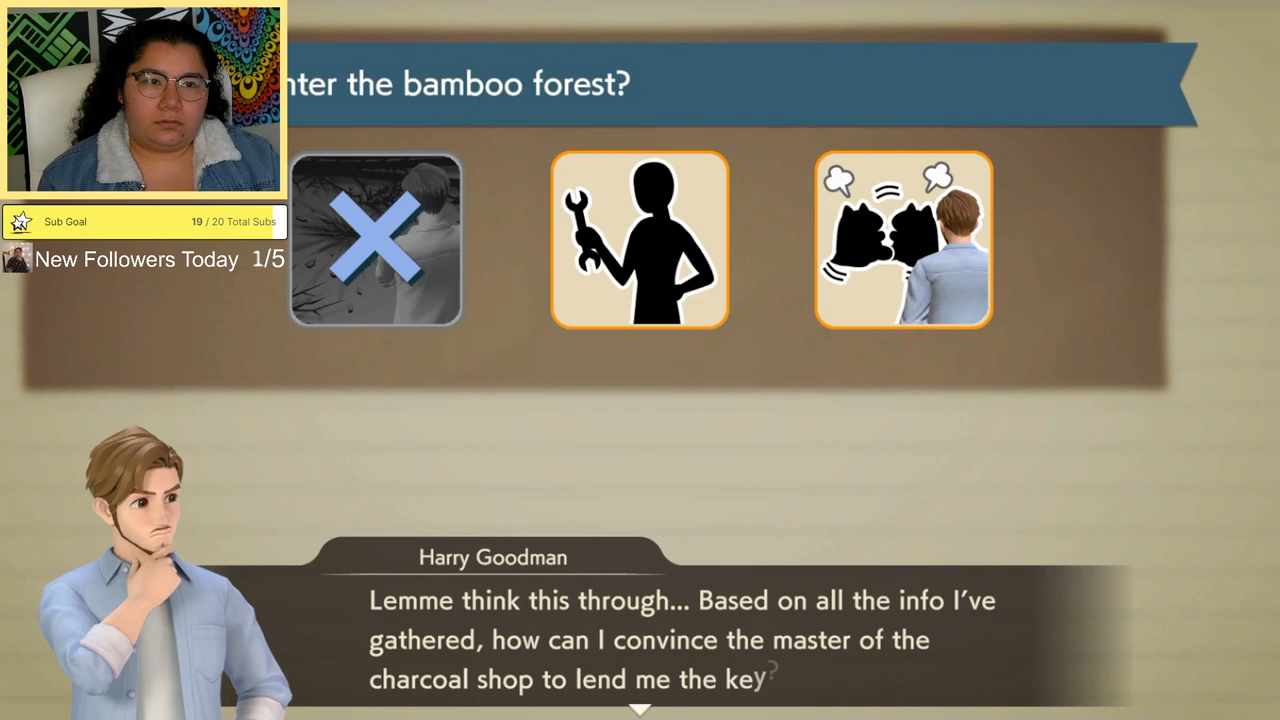 nter the bamboo forest?
Sub Goal 19 / 20 Total Subs
New Followers Today 1/5
Harry Goodman
Lemme think this through... Based on all the info I've
gathered, how can I convince the master of the
charcoal shop to lend me the key?